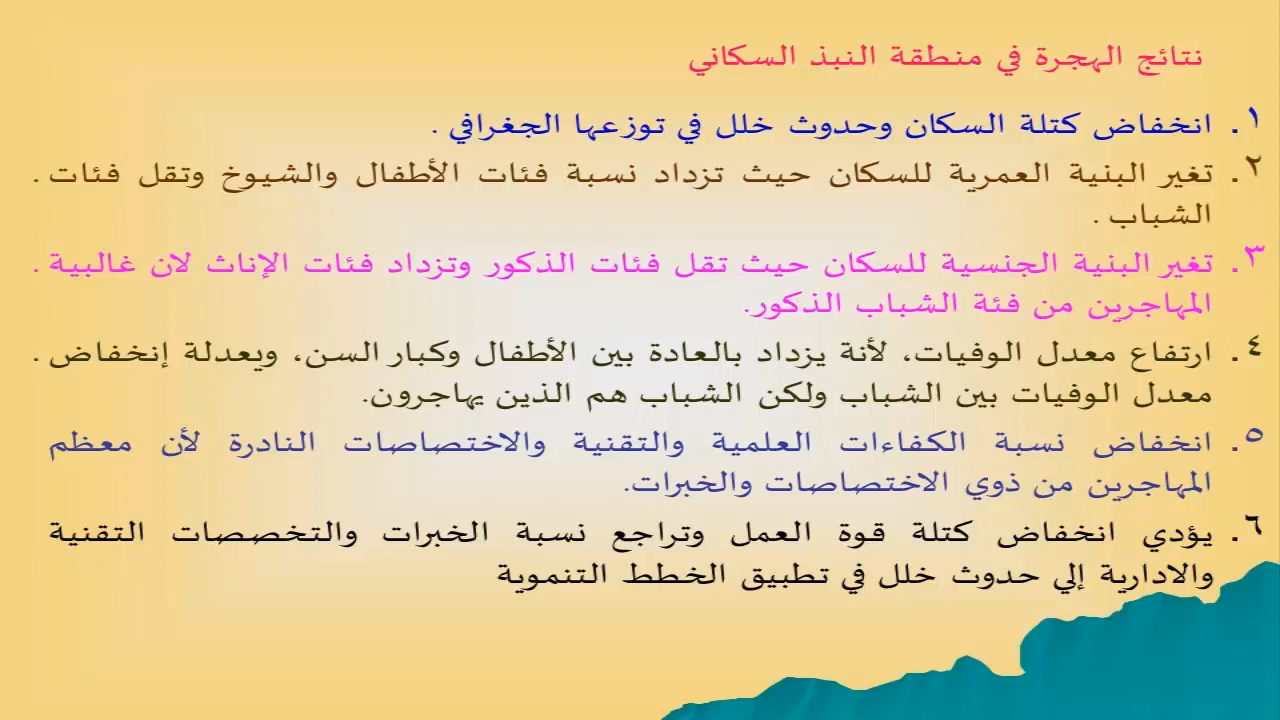 نتائج الهجرة في منطقة النبذ السكاني
١. انخفاض كتلة السكان وحدوث خلل في توزعها الجغرافي .
٢. تغير البنية العمرية للسكان حيث تزداد نسبة فئات الأطفال والشيوخ وتقل فئات .
الشباب .
٣. تغير البنية الجنسية للسكان حيث تقل فئات الذكور وتزداد فئات الإناث لان غالبية .
المهاجرين من فئة الشباب الذكور.
٤. ارتفاع معدل الوفيات، لأنة يزداد بالعادة بين الأطفال وكبار السن، ويعدلة إنخفاض .
معدل الوفيات بين الشباب ولكن الشباب هم الذين يهاجرون.
٥. انخفاض نسبة الكفاءات العلمية والتقنية والاختصاصات النادرة لأن معظم
المهاجرين من ذوي الاختصاصات والخبرات.
٦. يؤدي انخفاض كتلة قوة العمل وتراجع نسبة الخبرات والتخصصات التقنية
والادارية إلي حدوث خلل في تطبيق الخطط التنموية